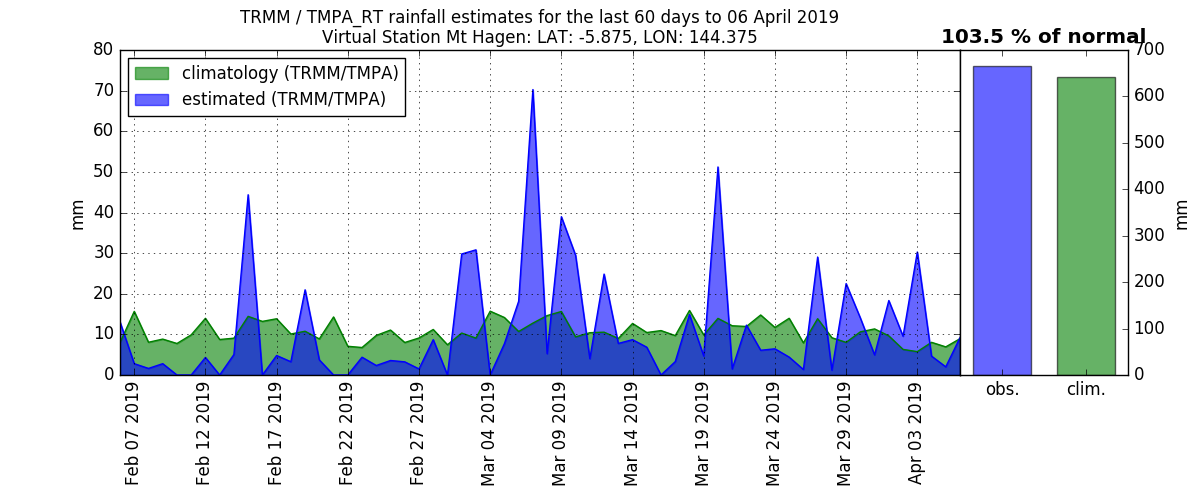 TRMM / TMPA_RT rainfall estimates for the last 60 days to 06 April 2019
Virtual Station Mt Hagen: LAT: -5.875, LON: 144.375
103.5 % of normal
climatology (TRMM/TMPA)
estimated (TRMM/TMPA)
mm
80
70
60
50
40
30
20
10
0
Feb 07 2019
Feb 12 2019
Feb 17 2019
Feb 22 2019
Feb 27 2019
Mar 04 2019
Mar 09 2019
Mar 14 2019
Mar 19 2019
Mar 24 2019
Mar 29 2019
Apr 03 2019
700
600
500
400
300
200
100
0
mm
obs.
clim.